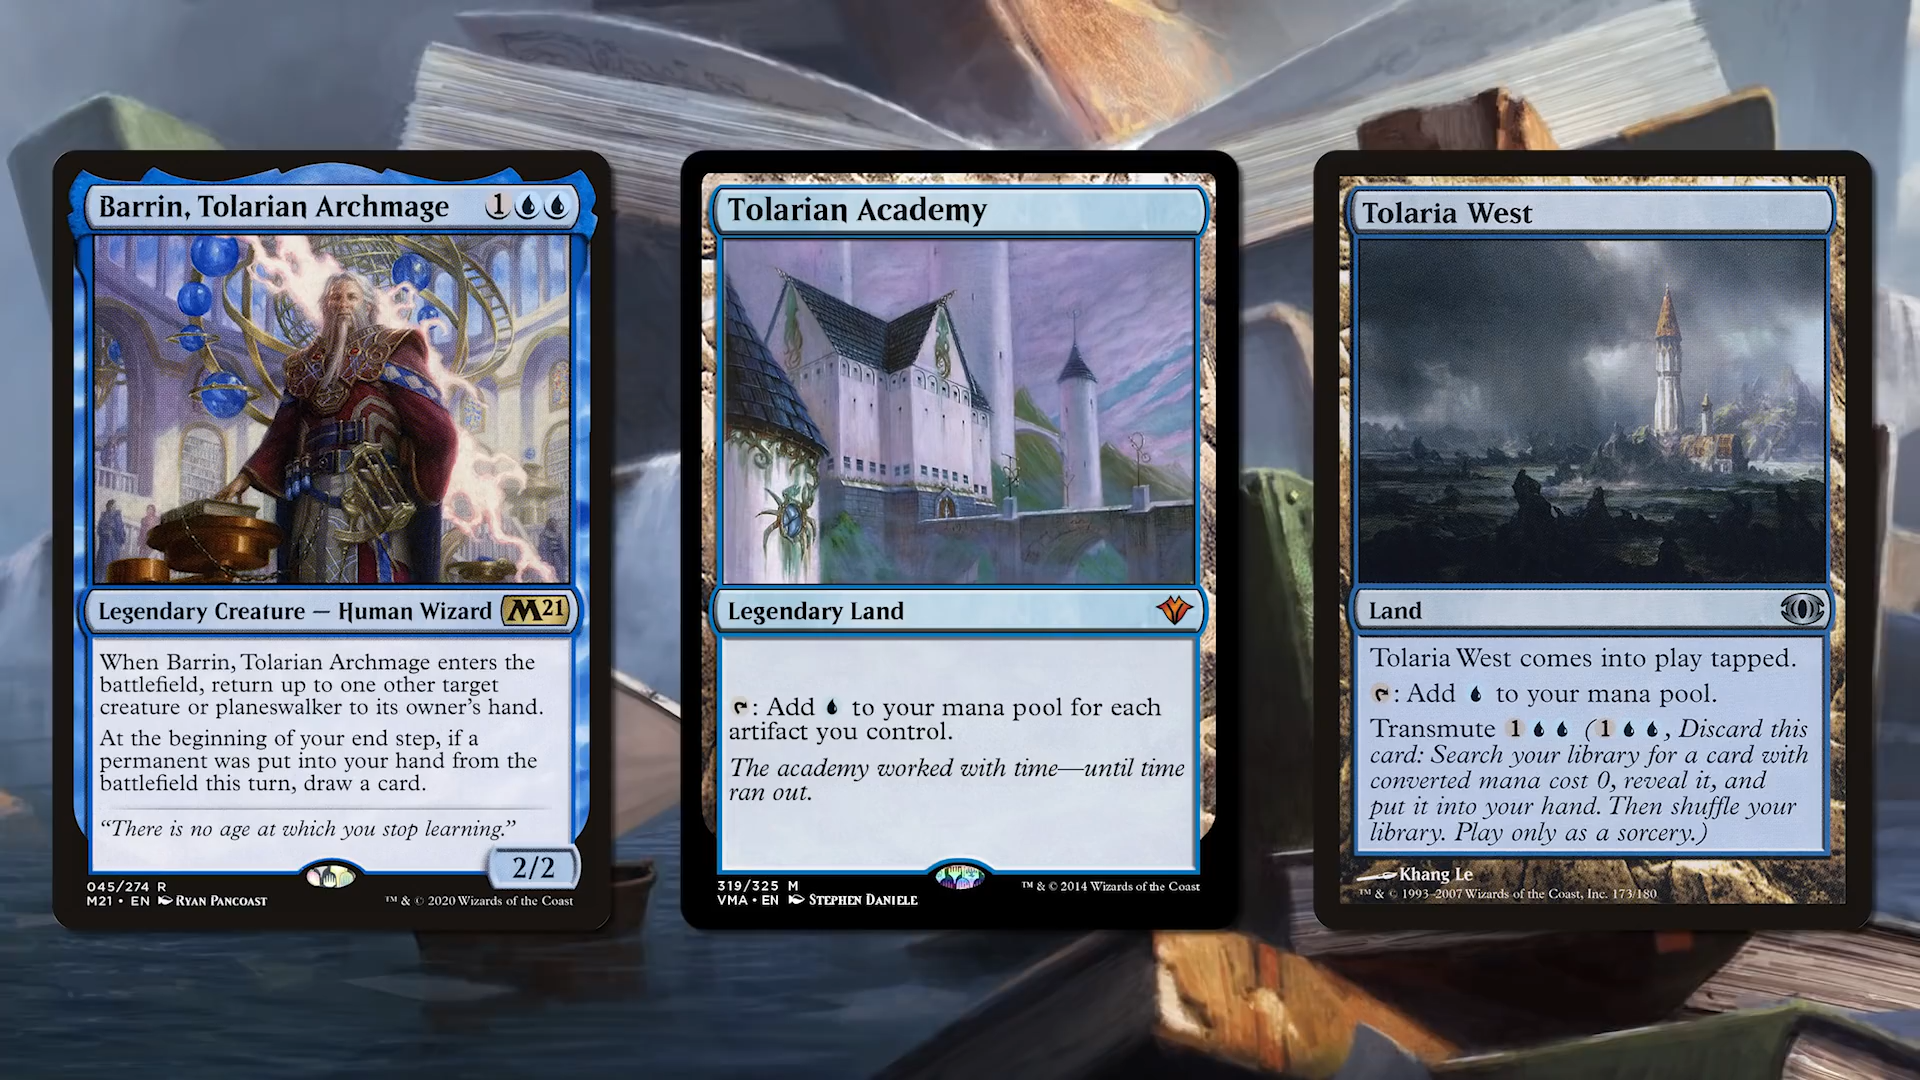 Barrin, Tolarian Archmage 1
Legendary Creature — Human Wizard M21
When Barrin, Tolarian Archmage enters the
battlefield, return up to one other target
creature or planeswalker to its owner's hand.
At the beginning of your end step, if a
permanent was put into your hand from the
battlefield this turn, draw a card.
"There is no age at which you stop learning."
2/2
045/274 R
M21 • EN Ryan Pancoast
™ & © 2020 Wizards of the Coast
Tolarian Academy
Legendary Land
: Add to your mana pool for each
artifact you control.
The academy worked with time—until time
ran out.
319/325 M
VMA • EN Stephen Daniele
™ & © 2014 Wizards of the Coast
Tolaria West
Land
Tolaria West comes into play tapped.
: Add to your mana pool.
Transmute 1 (1 , Discard this
card: Search your library for a card with
converted mana cost 0, reveal it, and
put it into your hand. Then shuffle your
library. Play only as a sorcery.)
Khang Le
™ & © 1993–2007 Wizards of the Coast, Inc. 173/180